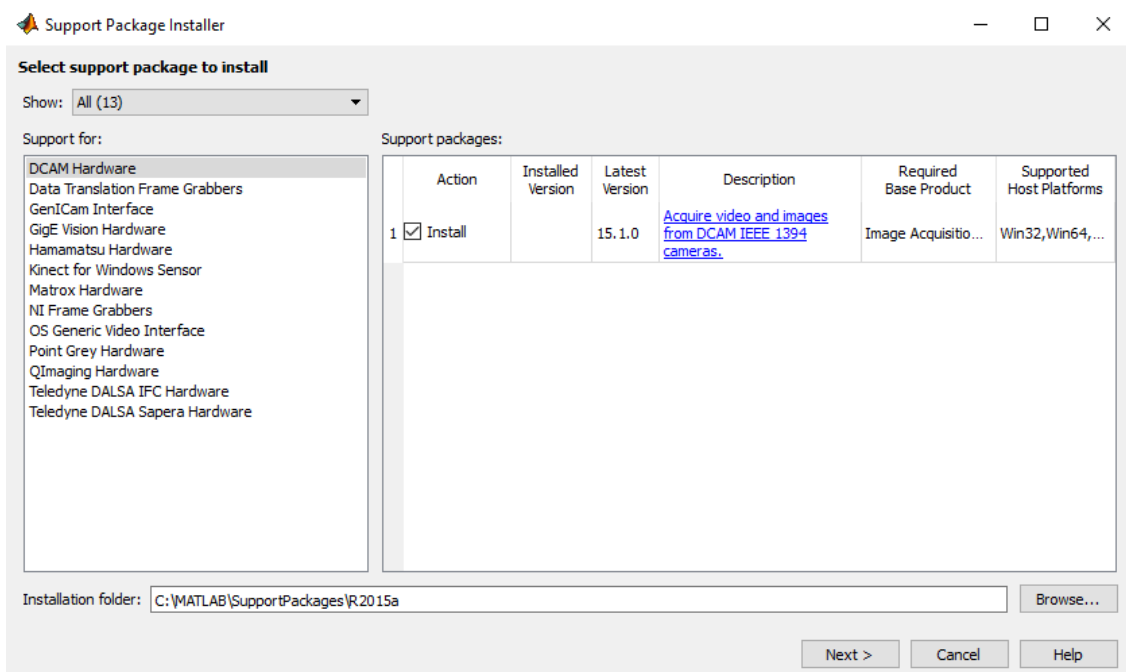 Support Package Installer
Select support package to install
Show: All (13)
Support for:
DCAM Hardware
Data Translation Frame Grabbers
GenICam Interface
GigE Vision Hardware
Hamamatsu Hardware
Kinect for Windows Sensor
Matrox Hardware
NI Frame Grabbers
OS Generic Video Interface
Point Grey Hardware
QImaging Hardware
Teledyne DALSA IFC Hardware
Teledyne DALSA Sapera Hardware
Support packages:
Action
Installed
Version
Latest
Version
Description
Required
Base Product
Supported
Host Platforms
1 Install
15.1.0
Acquire video and images
from DCAM IEEE 1394
cameras.
Image Acquisitio...
Win32,Win64,...
Installation folder: C:\MATLAB\SupportPackages\R2015a
Browse...
Next > Cancel Help